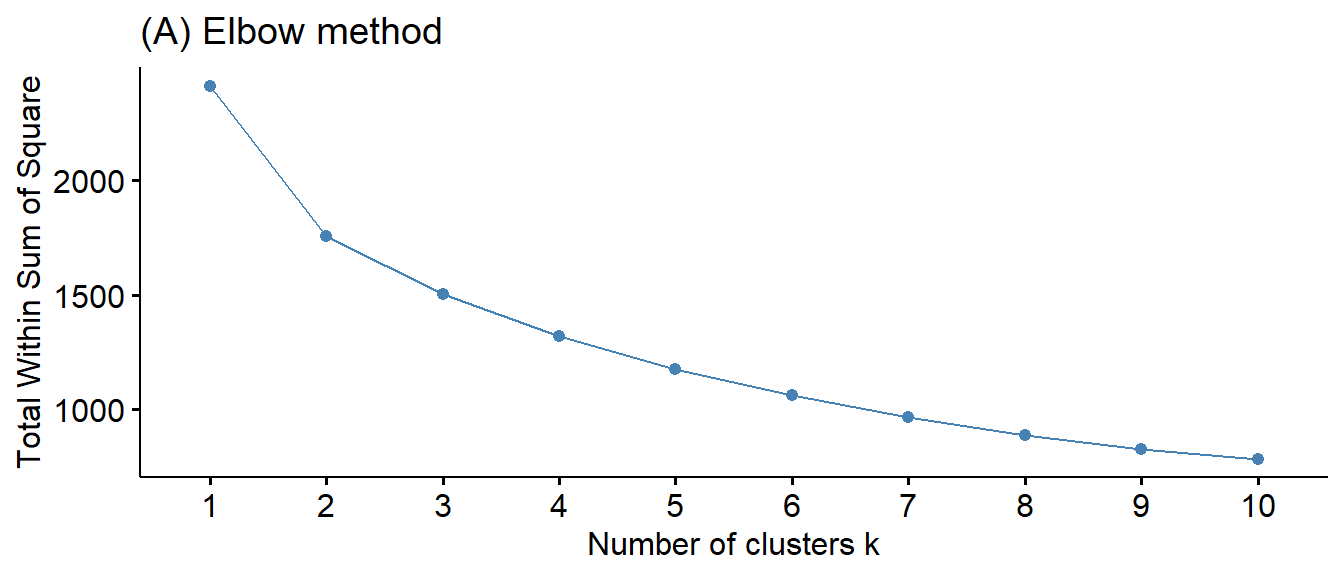 (A) Elbow method
Total Within Sum of Square
2000
1500
1000
1 2 3 4 5 6 7 8 9 10
Number of clusters k